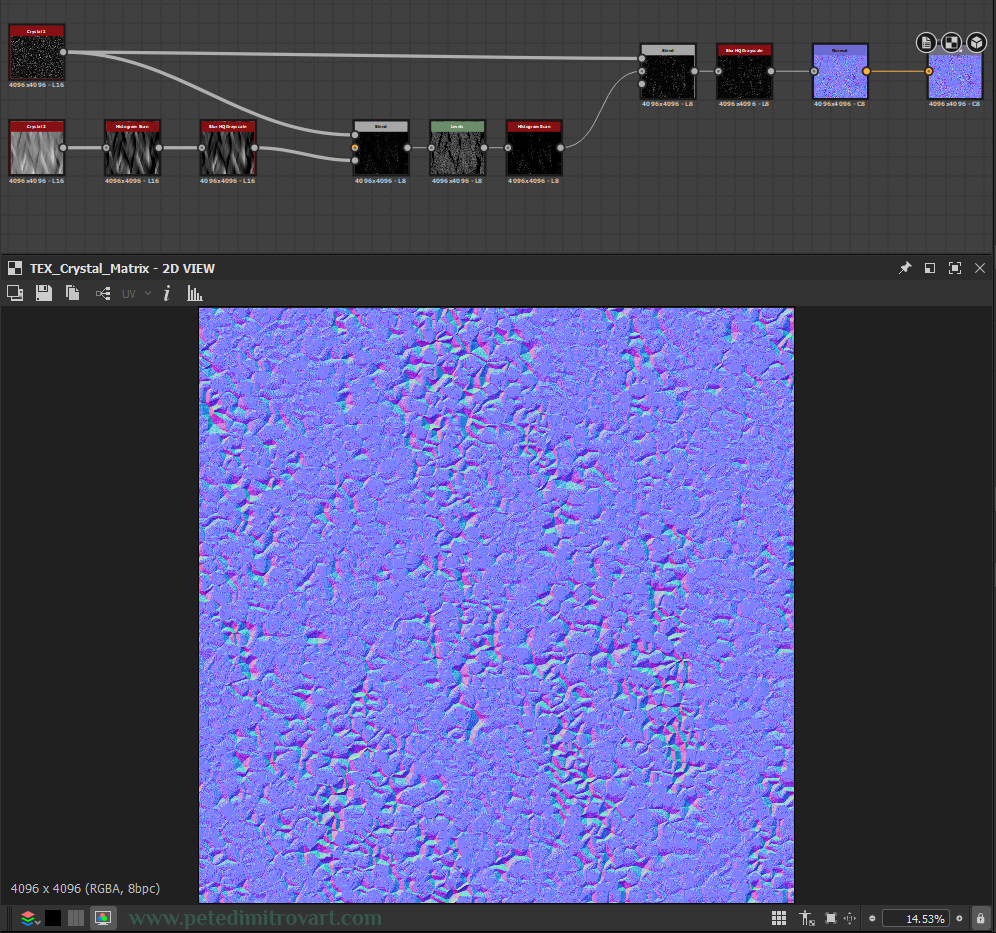 Crystal 1
4096x4096 - L16
Blend
Blur HQ Grayscale
Normal
4096x4096 - L8
4096x4096 - L8
4096x4096 - C8
4096x4096 - C8
Crystal 2
Histogram Scan
Blur HQ Grayscale
Blend
Levels
Histogram Scan
4096x4096 - L16
4096x4096 - L16
4096x4096 - L16
4096x4096 - L8
4096x4096 - L8
4096x4096 - L8
TEX_Crystal_Matrix - 2D VIEW
UV
4096 x 4096 (RGBA, 8bpc)
www.petedimitrovart.com
14.53%